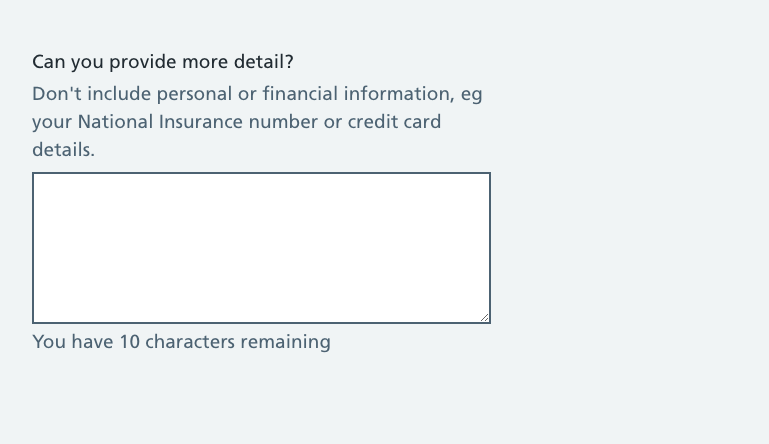 Can you provide more detail?
Don't include personal or financial information, eg
your National Insurance number or credit card
details.
You have 10 characters remaining